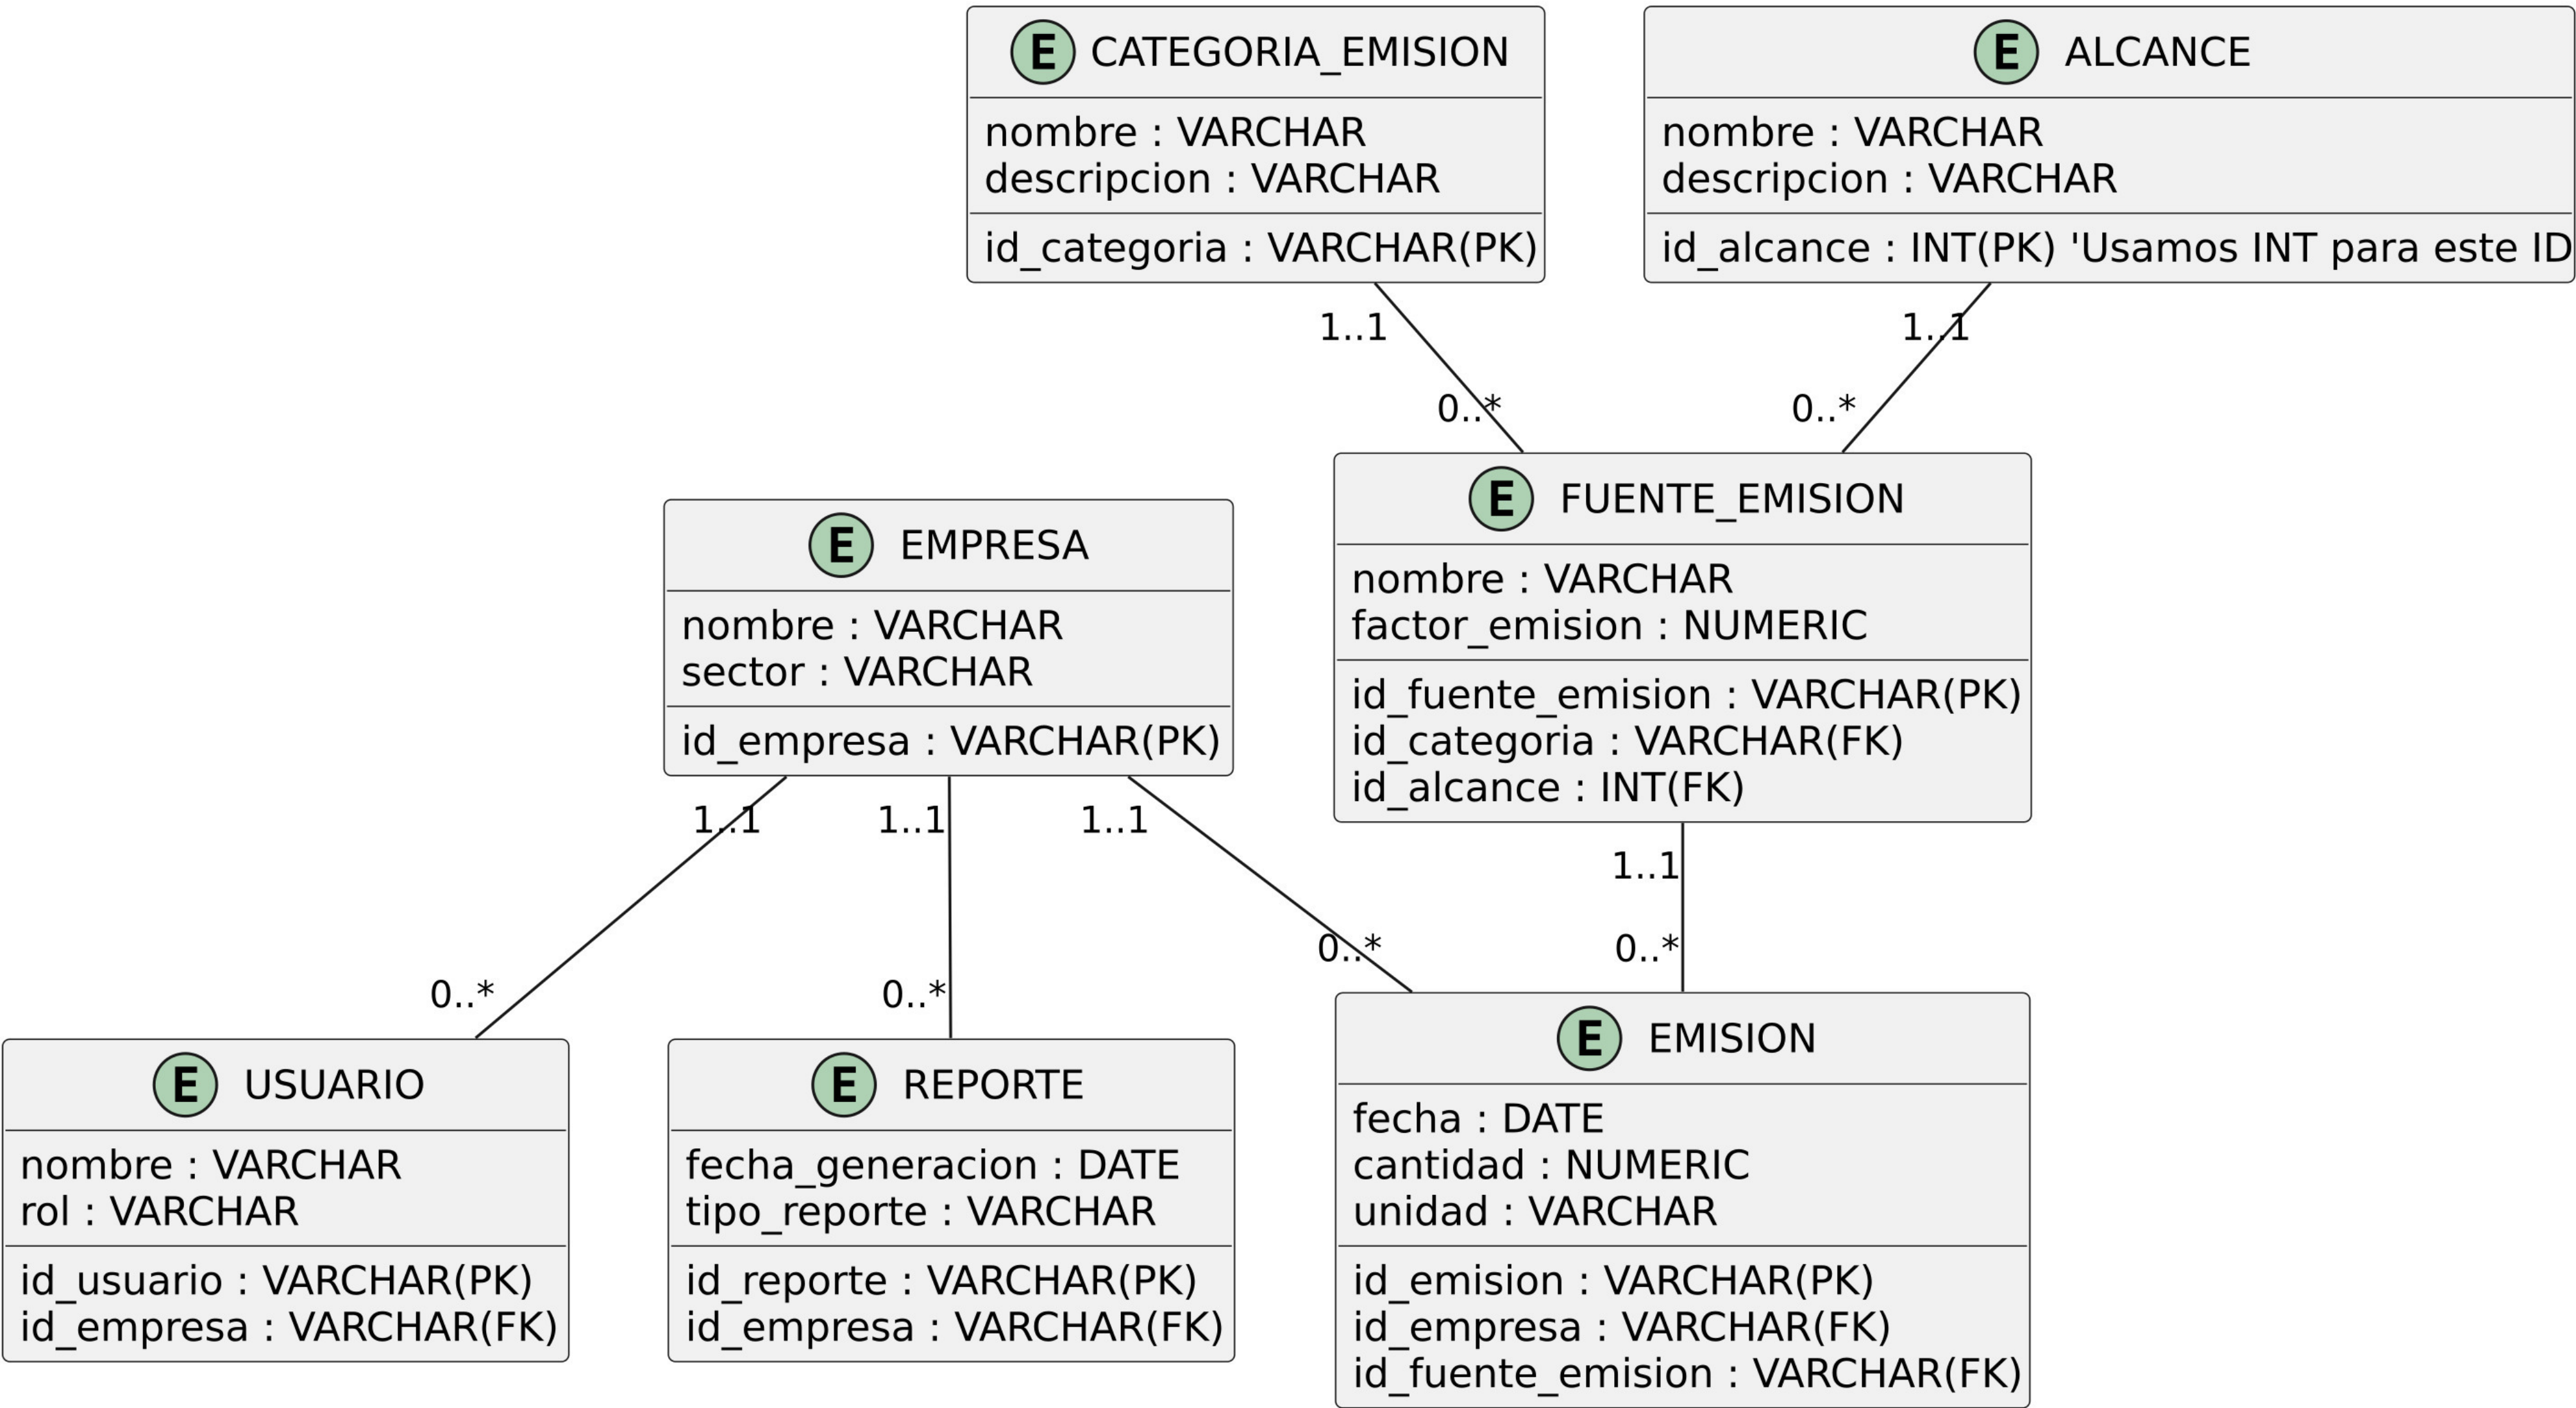 E CATEGORIA_EMISION
nombre : VARCHAR
descripcion : VARCHAR
id_categoria : VARCHAR(PK)
E ALCANCE
nombre : VARCHAR
descripcion : VARCHAR
id_alcance : INT(PK) 'Usamos INT para este ID
1..1
1..1
0..*
0..*
E EMPRESA
nombre : VARCHAR
sector : VARCHAR
id_empresa : VARCHAR(PK)
E FUENTE_EMISION
nombre : VARCHAR
factor_emision : NUMERIC
id_fuente_emision : VARCHAR(PK)
id_categoria : VARCHAR(FK)
id_alcance : INT(FK)
1..1
1..1
1..1
1..1
0..*
0..*
0..*
0..*
E USUARIO
nombre : VARCHAR
rol : VARCHAR
id_usuario : VARCHAR(PK)
id_empresa : VARCHAR(FK)
E REPORTE
fecha_generacion : DATE
tipo_reporte : VARCHAR
id_reporte : VARCHAR(PK)
id_empresa : VARCHAR(FK)
E EMISION
fecha : DATE
cantidad : NUMERIC
unidad : VARCHAR
id_emision : VARCHAR(PK)
id_empresa : VARCHAR(FK)
id_fuente_emision : VARCHAR(FK)